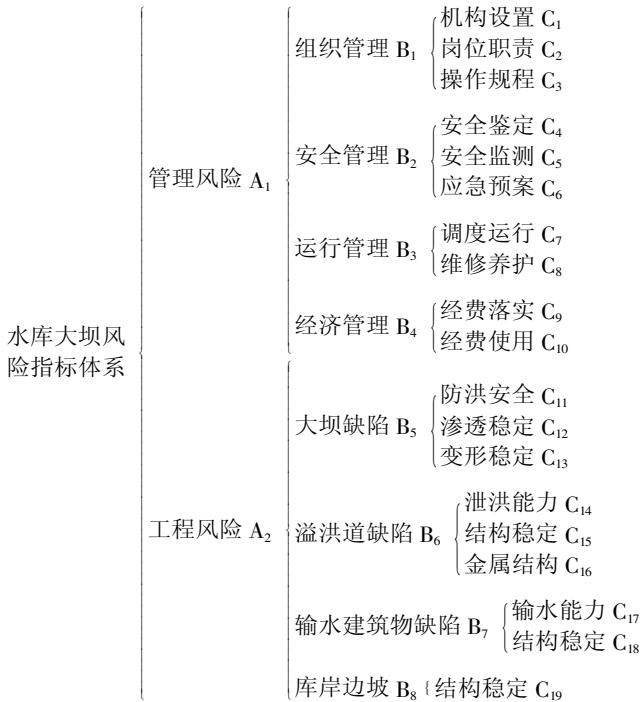 水库大坝风
险指标体系
管理风险 A₁
组织管理 B₁
机构设置 C₁
岗位职责 C₂
操作规程 C₃
安全管理 B₂
安全鉴定 C₄
安全监测 C₅
应急预案 C₆
运行管理 B₃
调度运行 C₇
维修养护 C₈
经济管理 B₄
经费落实 C₉
经费使用 C₁₀
工程风险 A₂
大坝缺陷 B₅
防洪安全 C₁₁
渗透稳定 C₁₂
变形稳定 C₁₃
溢洪道缺陷 B₆
泄洪能力 C₁₄
结构稳定 C₁₅
金属结构 C₁₆
输水建筑物缺陷 B₇
输水能力 C₁₇
结构稳定 C₁₈
库岸边坡 B₈
结构稳定 C₁₉